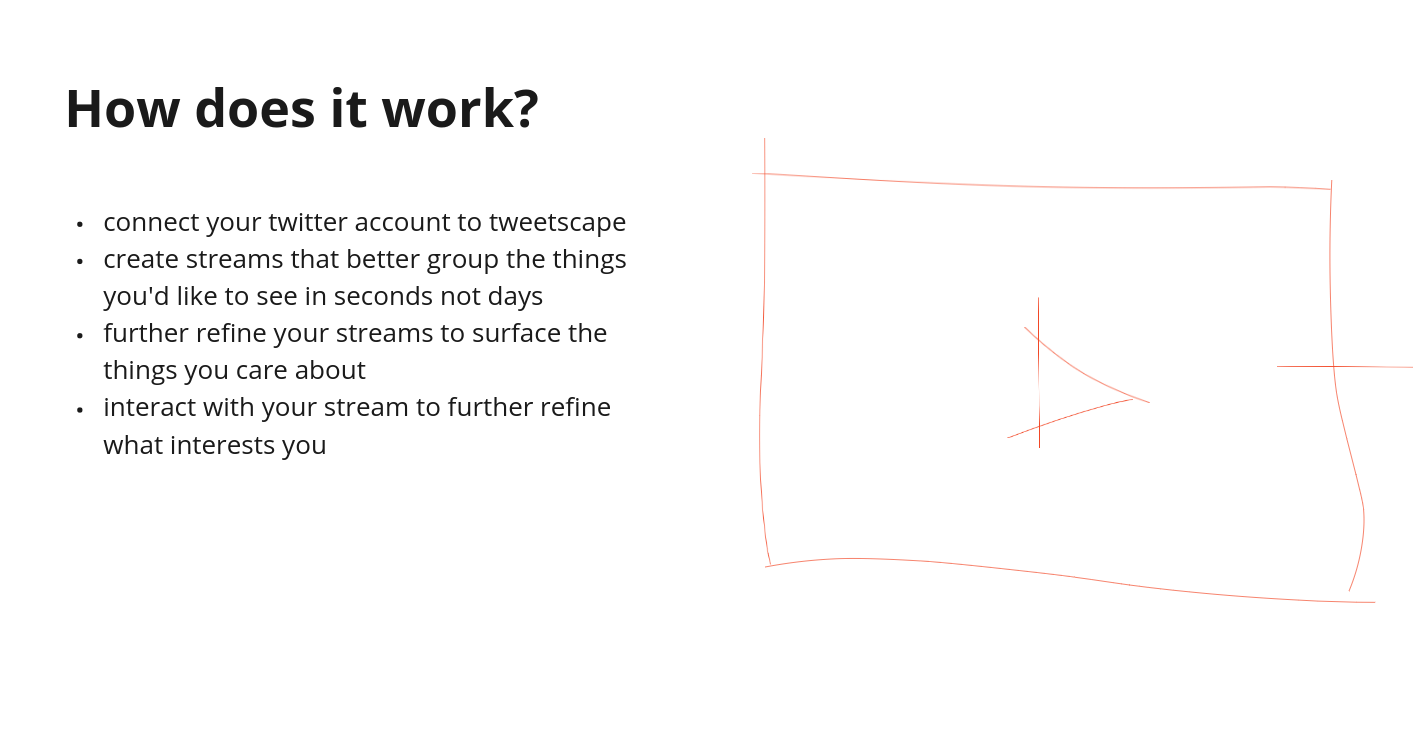 How does it work?
• connect your twitter account to tweetscape
• create streams that better group the things
you'd like to see in seconds not days
• further refine your streams to surface the
things you care about
• interact with your stream to further refine
what interests you